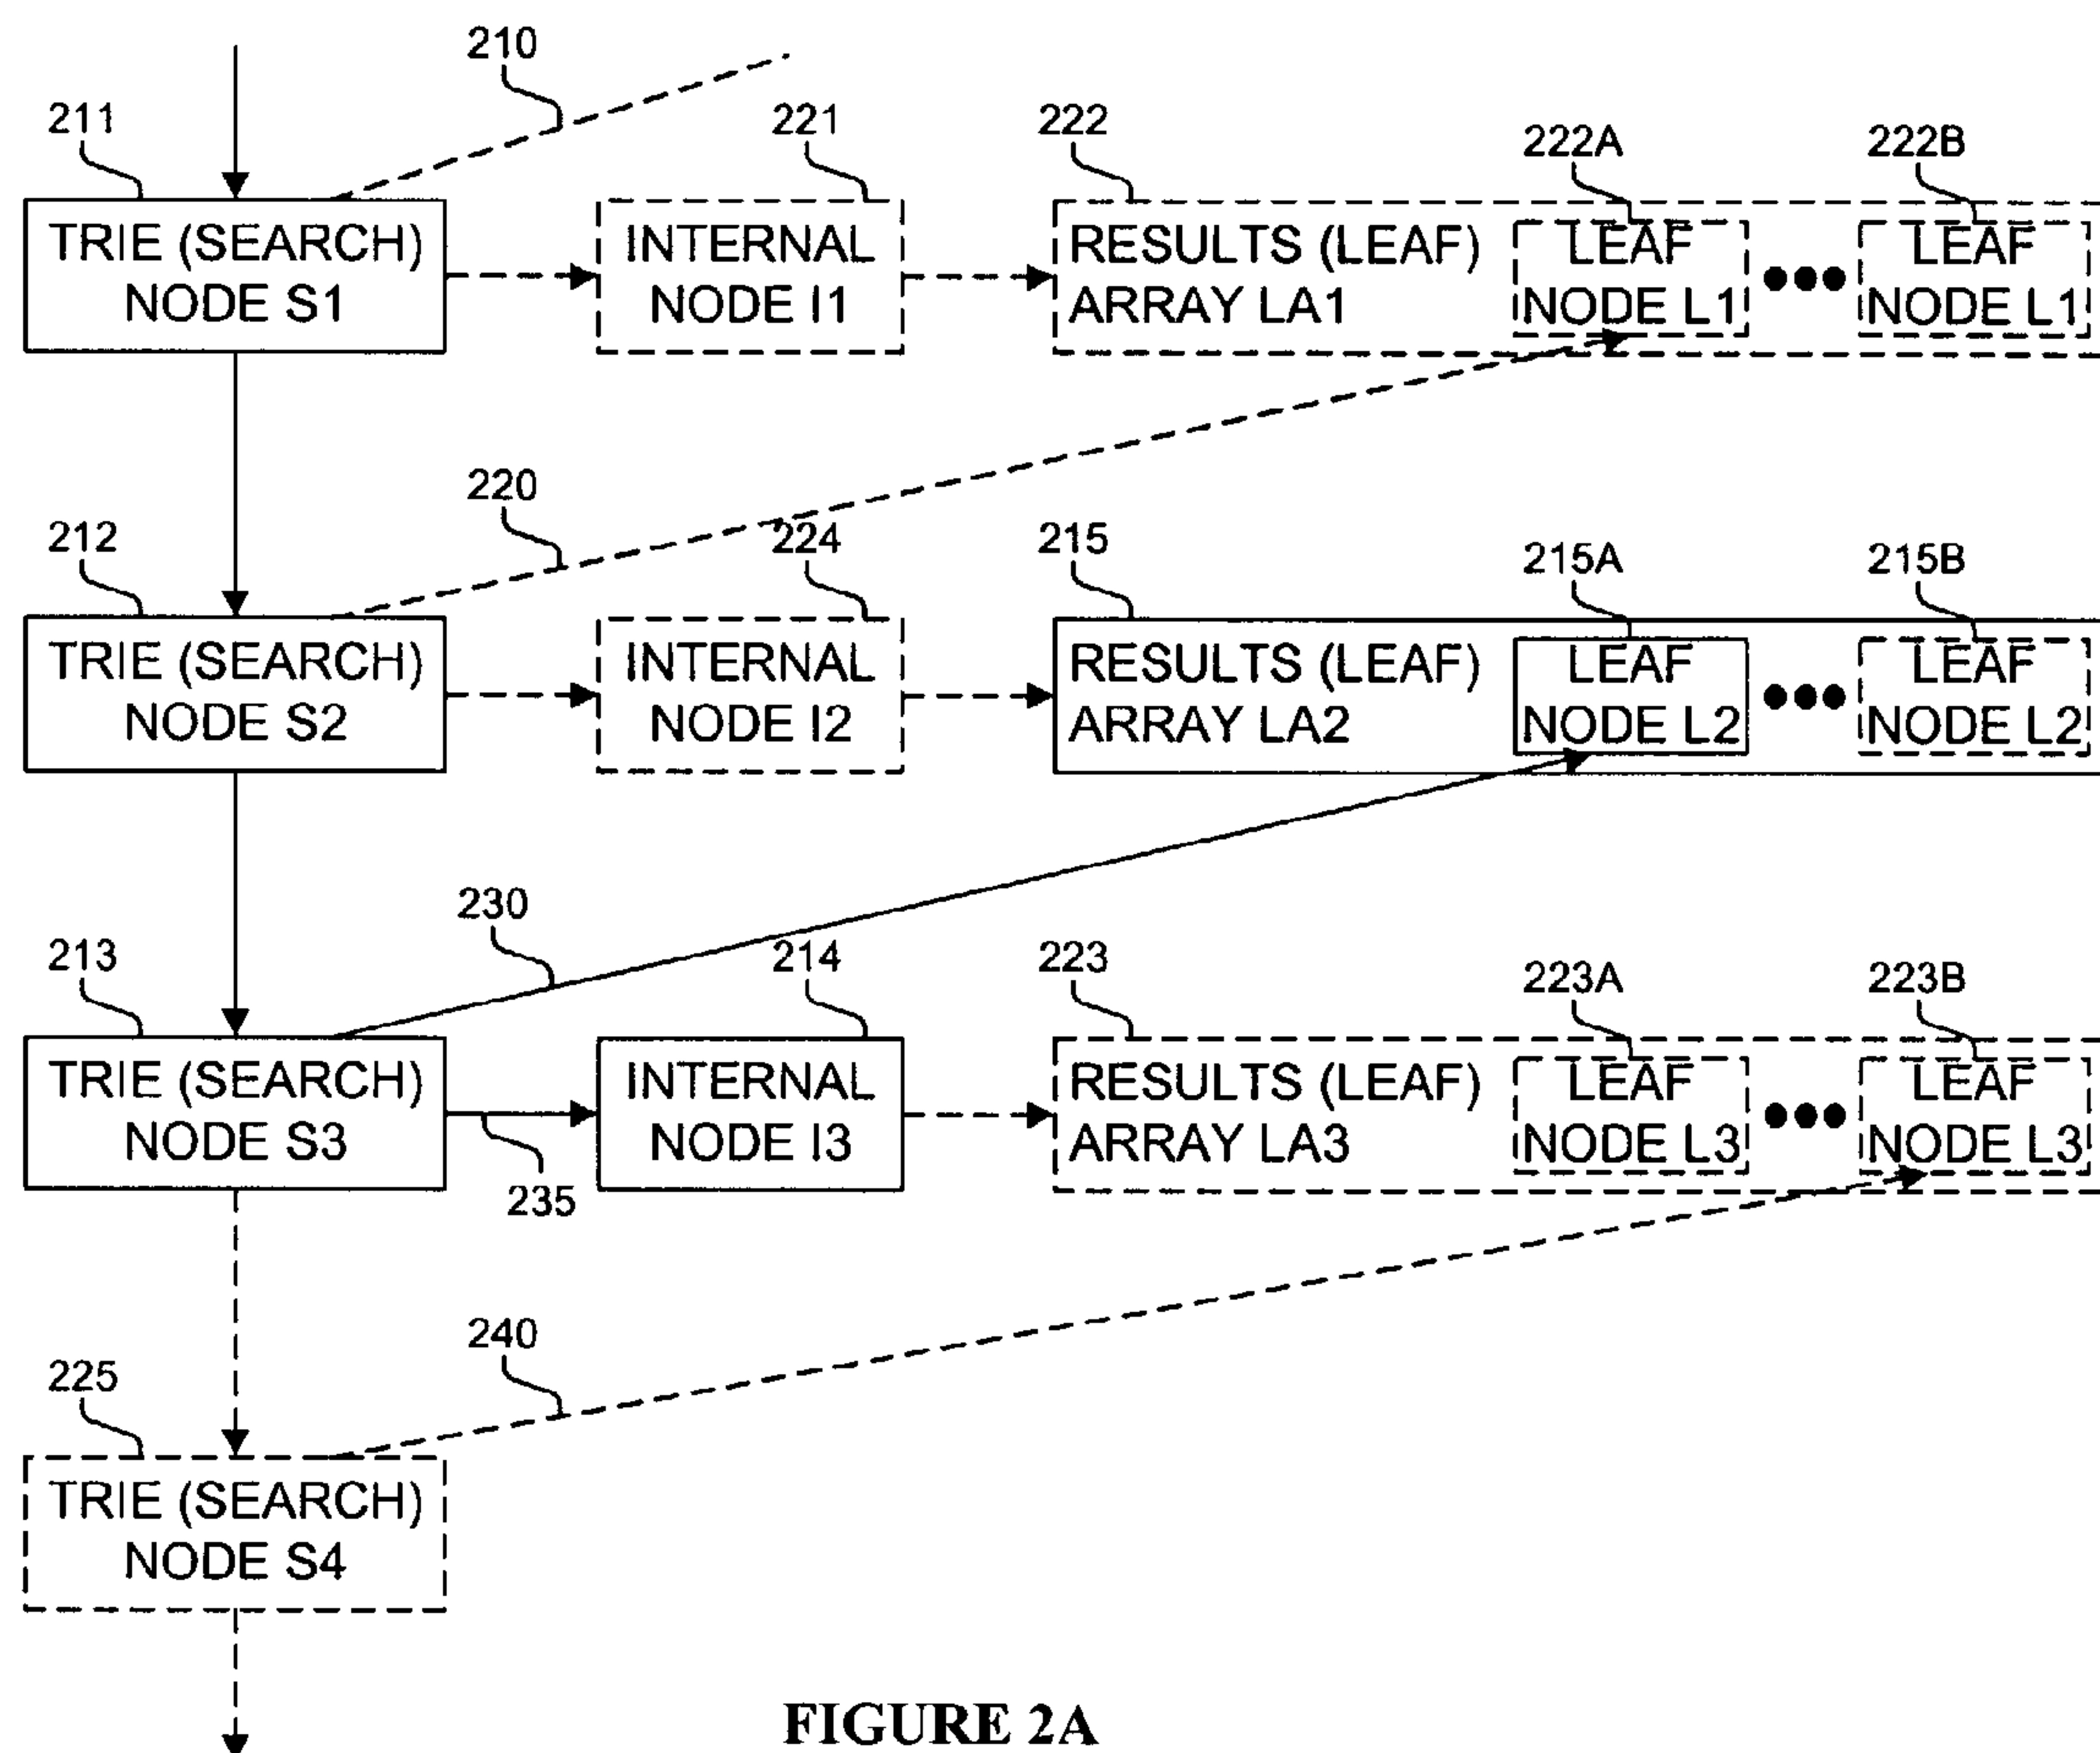 210
211
221
222
222A
222B
TRIE (SEARCH)
NODE S1
INTERNAL
NODE I1
RESULTS (LEAF)
ARRAY LA1
LEAF
NODE L1
LEAF
NODE L1
220
212
224
215
215A
215B
TRIE (SEARCH)
NODE S2
INTERNAL
NODE I2
RESULTS (LEAF)
ARRAY LA2
LEAF
NODE L2
LEAF
NODE L2
230
213
214
223
223A
223B
TRIE (SEARCH)
NODE S3
235
INTERNAL
NODE I3
RESULTS (LEAF)
ARRAY LA3
LEAF
NODE L3
LEAF
NODE L3
240
225
TRIE (SEARCH)
NODE S4
FIGURE 2A